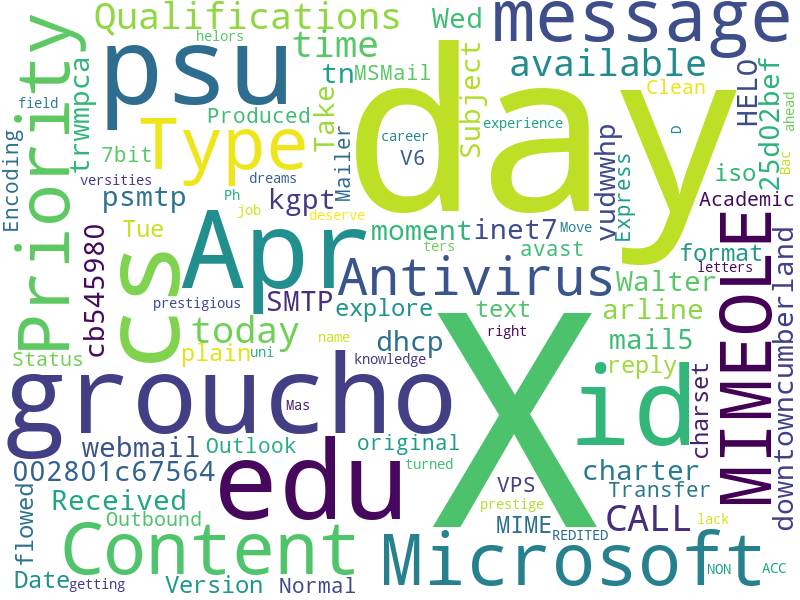 Qualifications
helors
Wed
message
psu
time
day
available
Priority
field
trwmpca
tn
MSMail
Subject
Clean
HELO
25d02bef
ahead
Produced
Take
career
experience
Type
7bit
Mailer
V6
D
Encoding
versities
dreams
vudwwhp
Express
iso
Bac
psmtp
Ph
kgpt
job
deserve
Academic
Tue
Apr
moment
inet7
Move
cs
avast
format
ters
letters
cb545980
Antivirus
Walter
MIMEOLE
downtowncumberland
prestigious
SMTP
explore
text
arline
today
name
right
X
mail5
Status
plain
uni
dhcp
knowledge
reply
groucho
Mas
id
charset
webmail
Outlook
original
002801c67564
edu
turned
charter
Received
VPS
Transfer
Outbound
prestige
MIME
CALL
lack
flowed
Content
REDITED
Microsoft
NON
ACC
Date
getting
Version
Normal